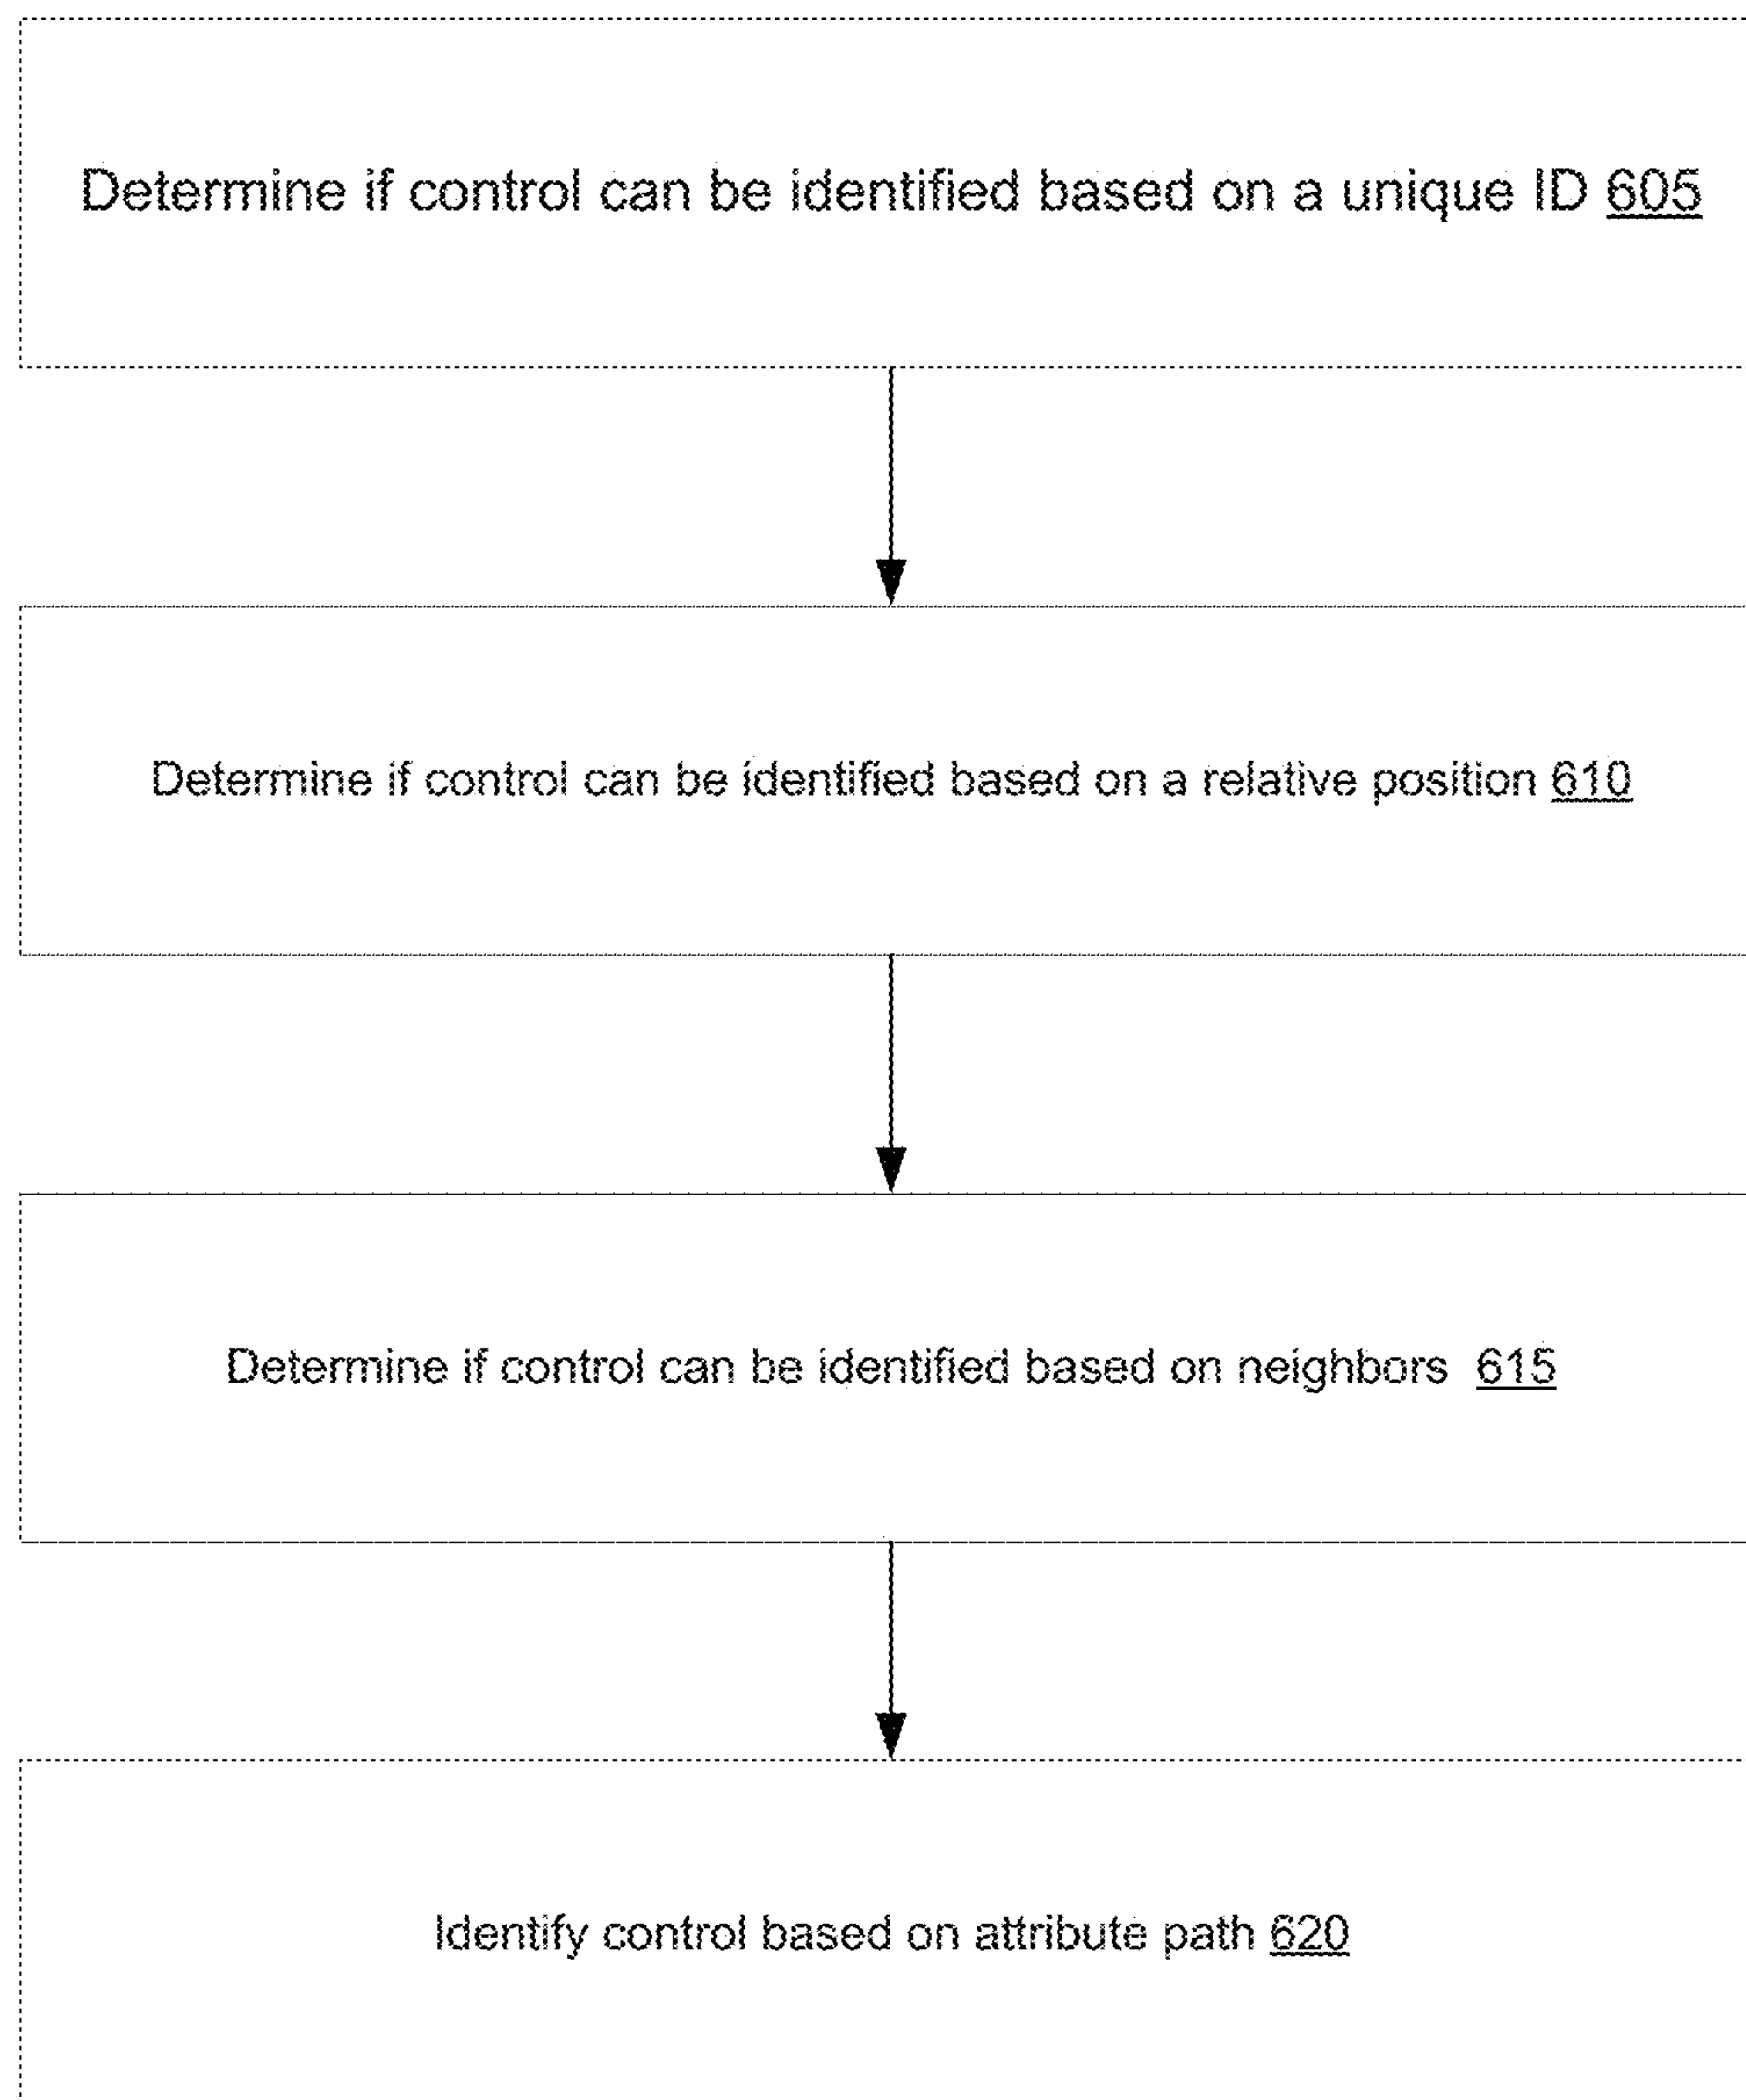 Determine if control can be identified based on a unique ID 605
Determine if control can be identified based on a relative position 610
Determine if control can be identified based on neighbors 615
Identify control based on attribute path 620